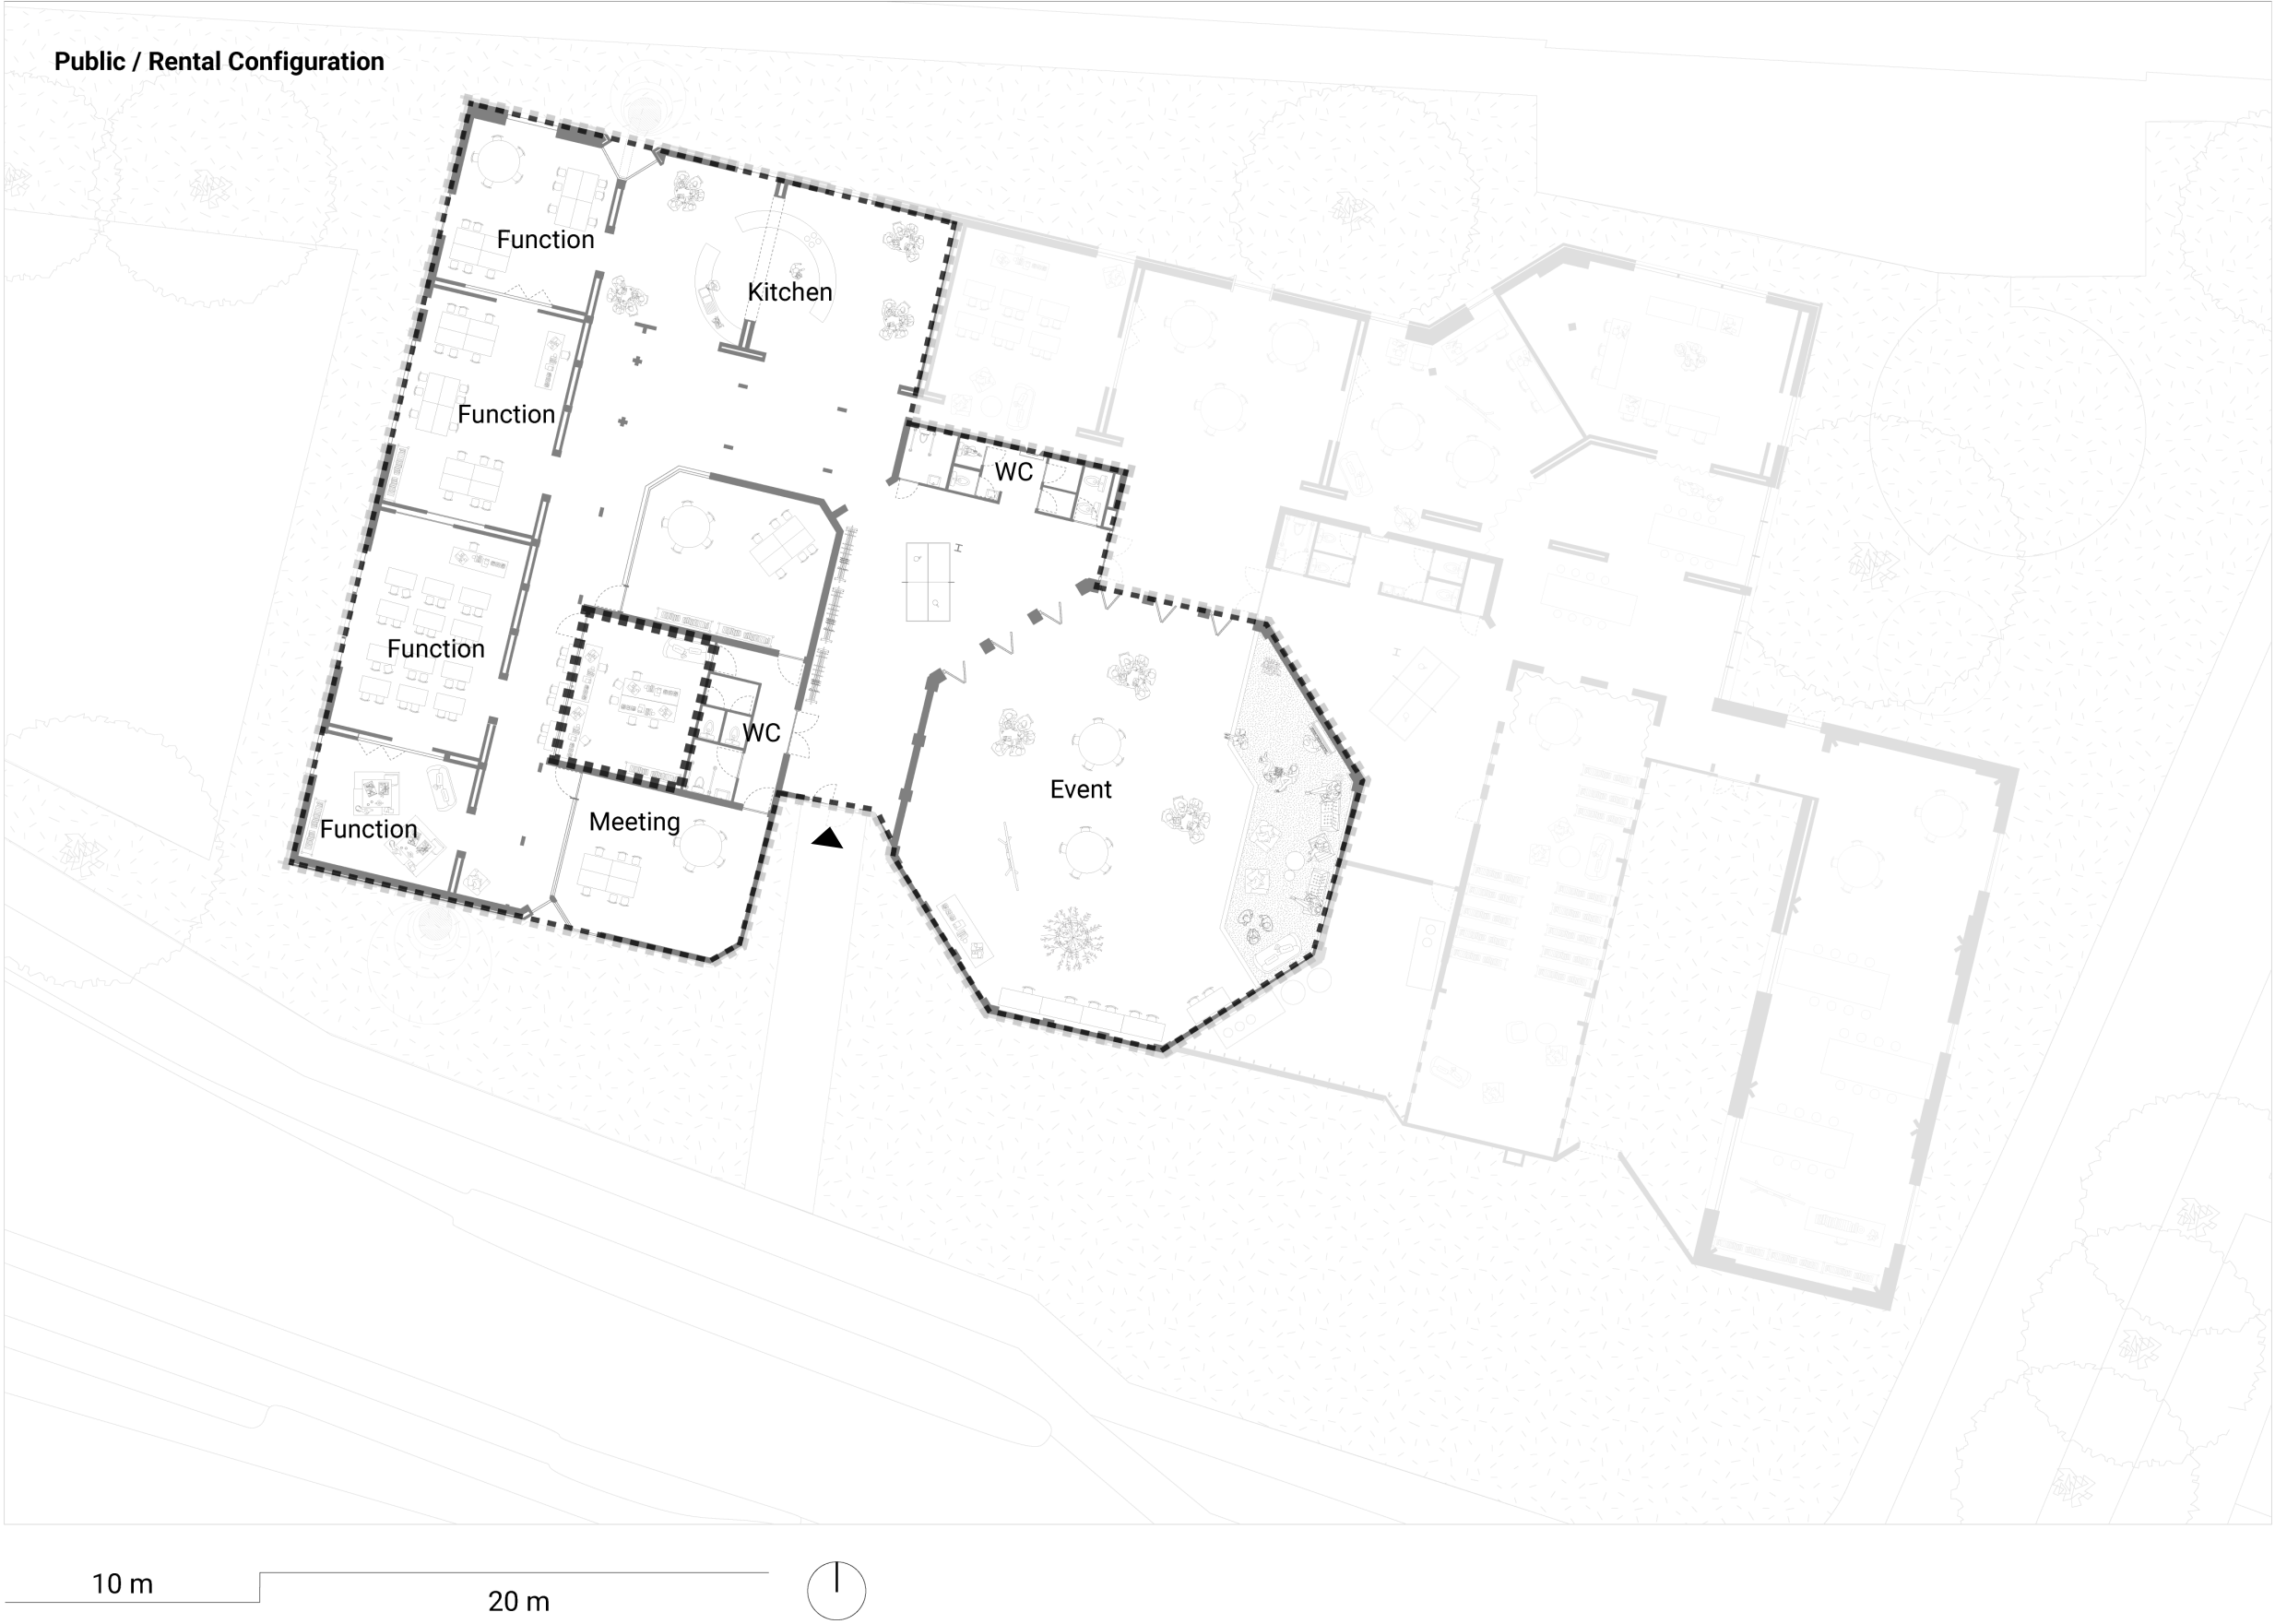 Public / Rental Configuration
Function
Kitchen
Function
WC
Function
WC
Event
Meeting
Function
10 m
20 m